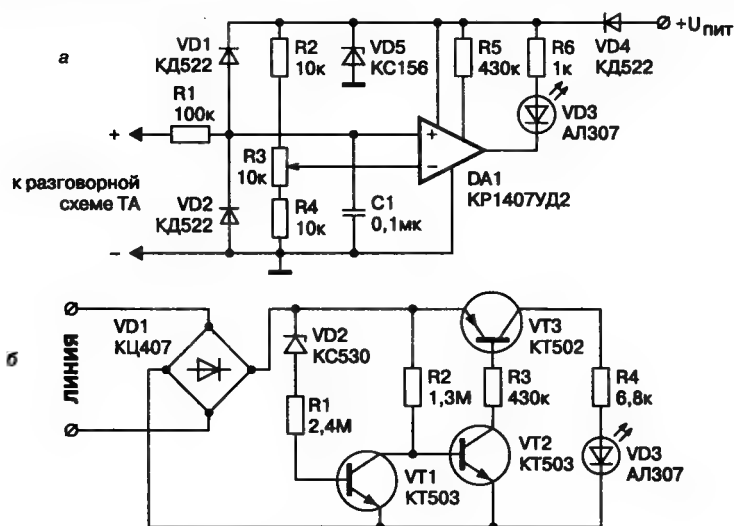 а
VD1
КД522
R2
10к
VD5
КС156
R5
430к
R6
1к
VD4
КД522
+Uпит
R1
100к
VD3
АЛ307
+
+
−
R3
10к
DA1
КР1407УД2
к разговорной
схеме ТА
VD2
КД522
R4
10к
C1
0,1мк
−
б
ЛИНИЯ
VD1
КЦ407
VD2
КС530
R1
2,4М
R2
1,3М
VT3
КТ502
R3
430к
R4
6,8к
VT1
КТ503
VT2
КТ503
VD3
АЛ307